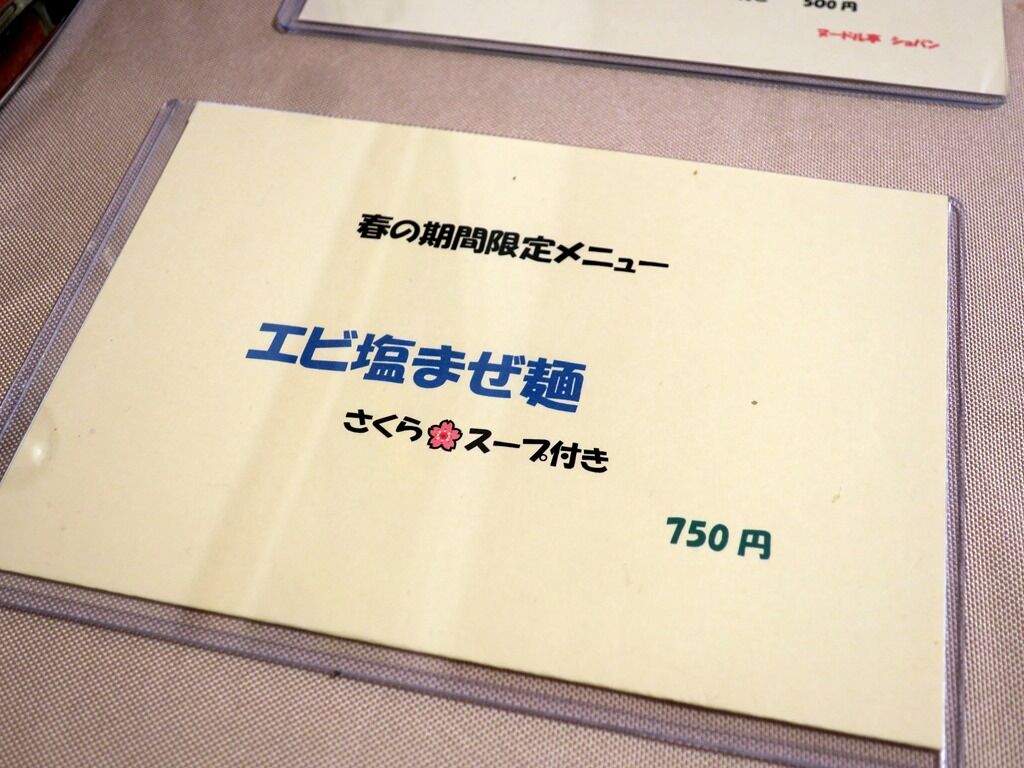 500円
ヌードル亭 ショパン
春の期間限定メニュー
エビ塩まぜ麺
さくら🌸スープ付き
750円